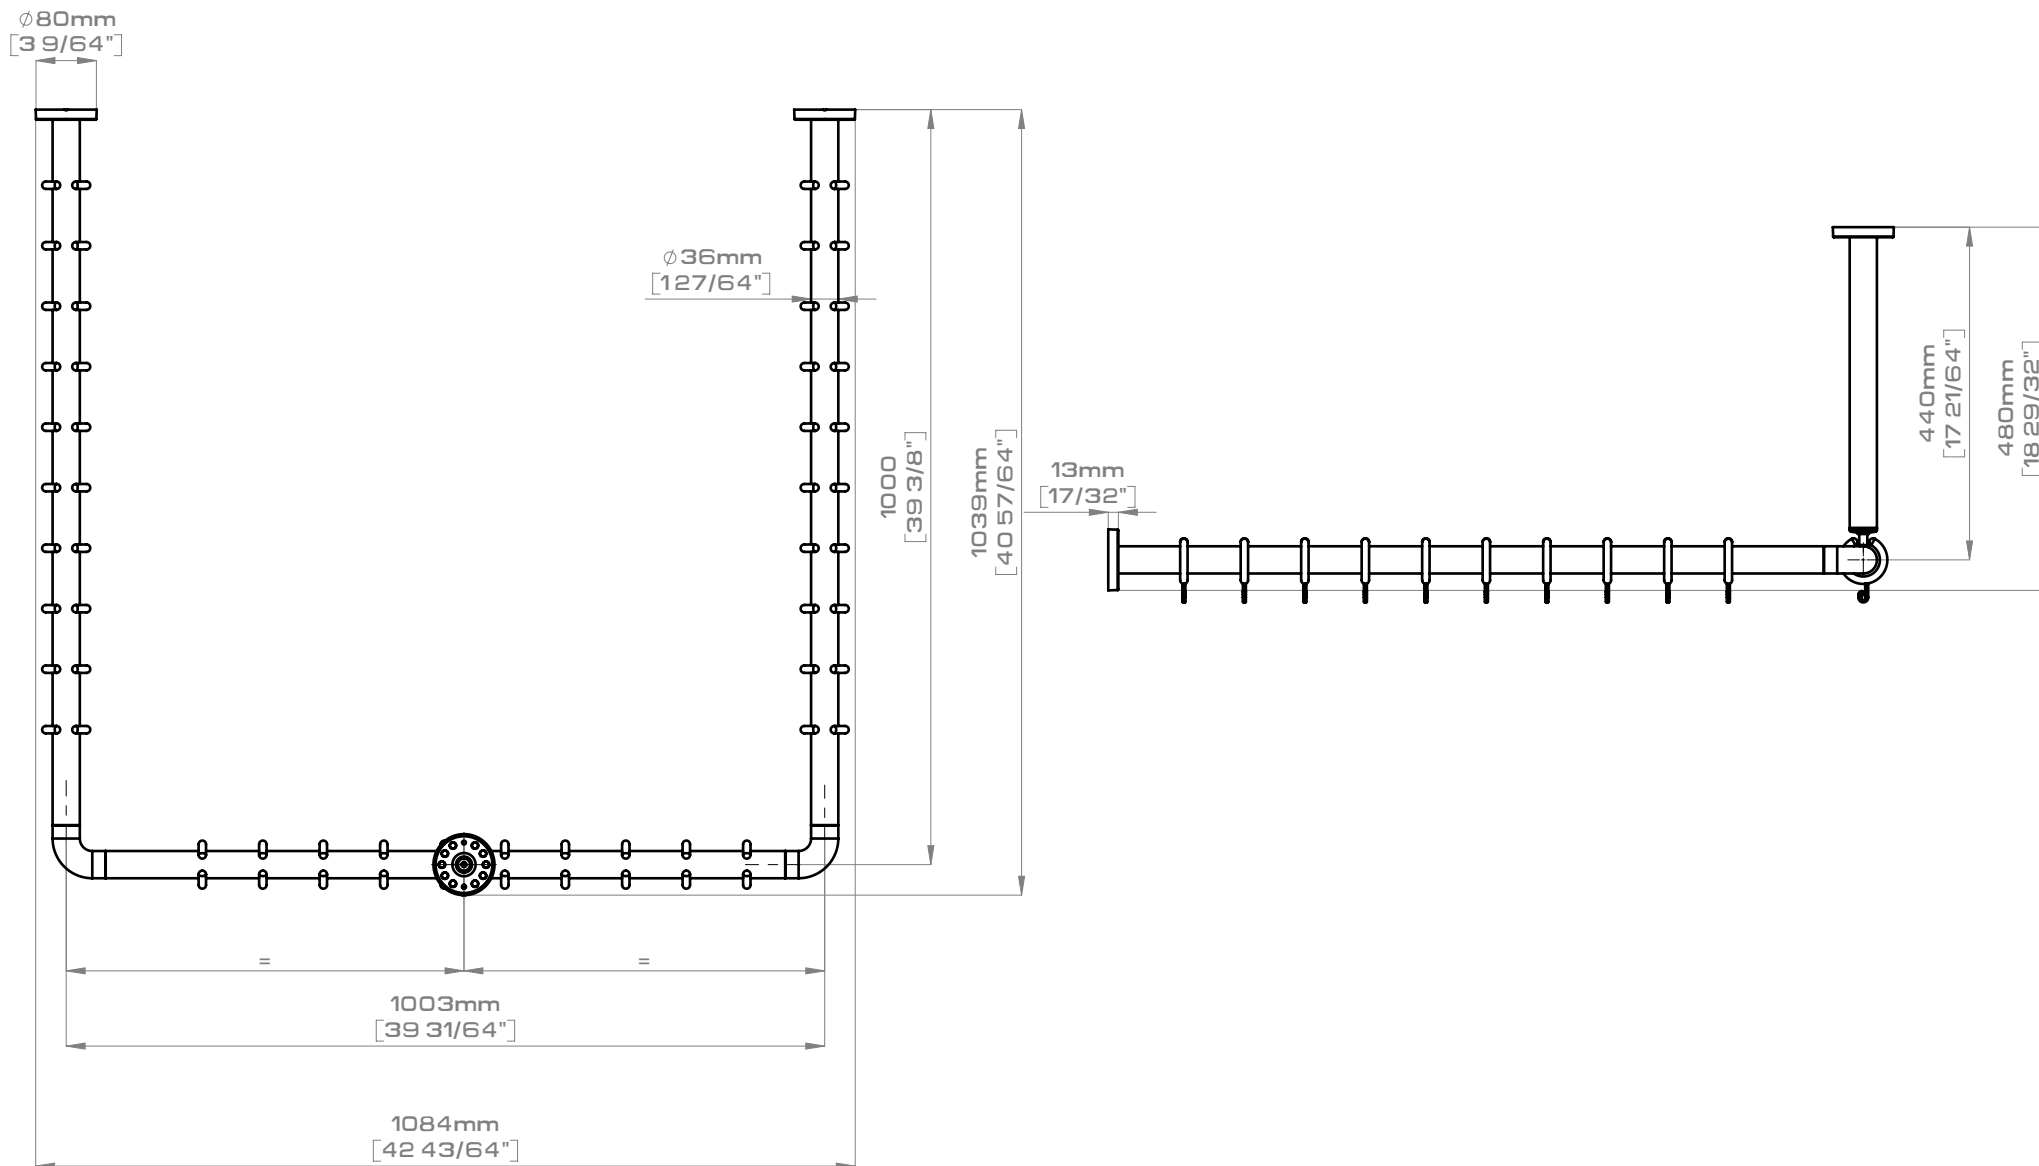 ⌀80mm
[3 9/64"]
⌀36mm
[1 27/64"]
1000
[39 3/8"]
1039mm
[40 57/64"]
13mm
[17/32"]
440mm
[17 21/64"]
480mm
[18 29/32"]
= =
1003mm
[39 31/64"]
1084mm
[42 43/64"]